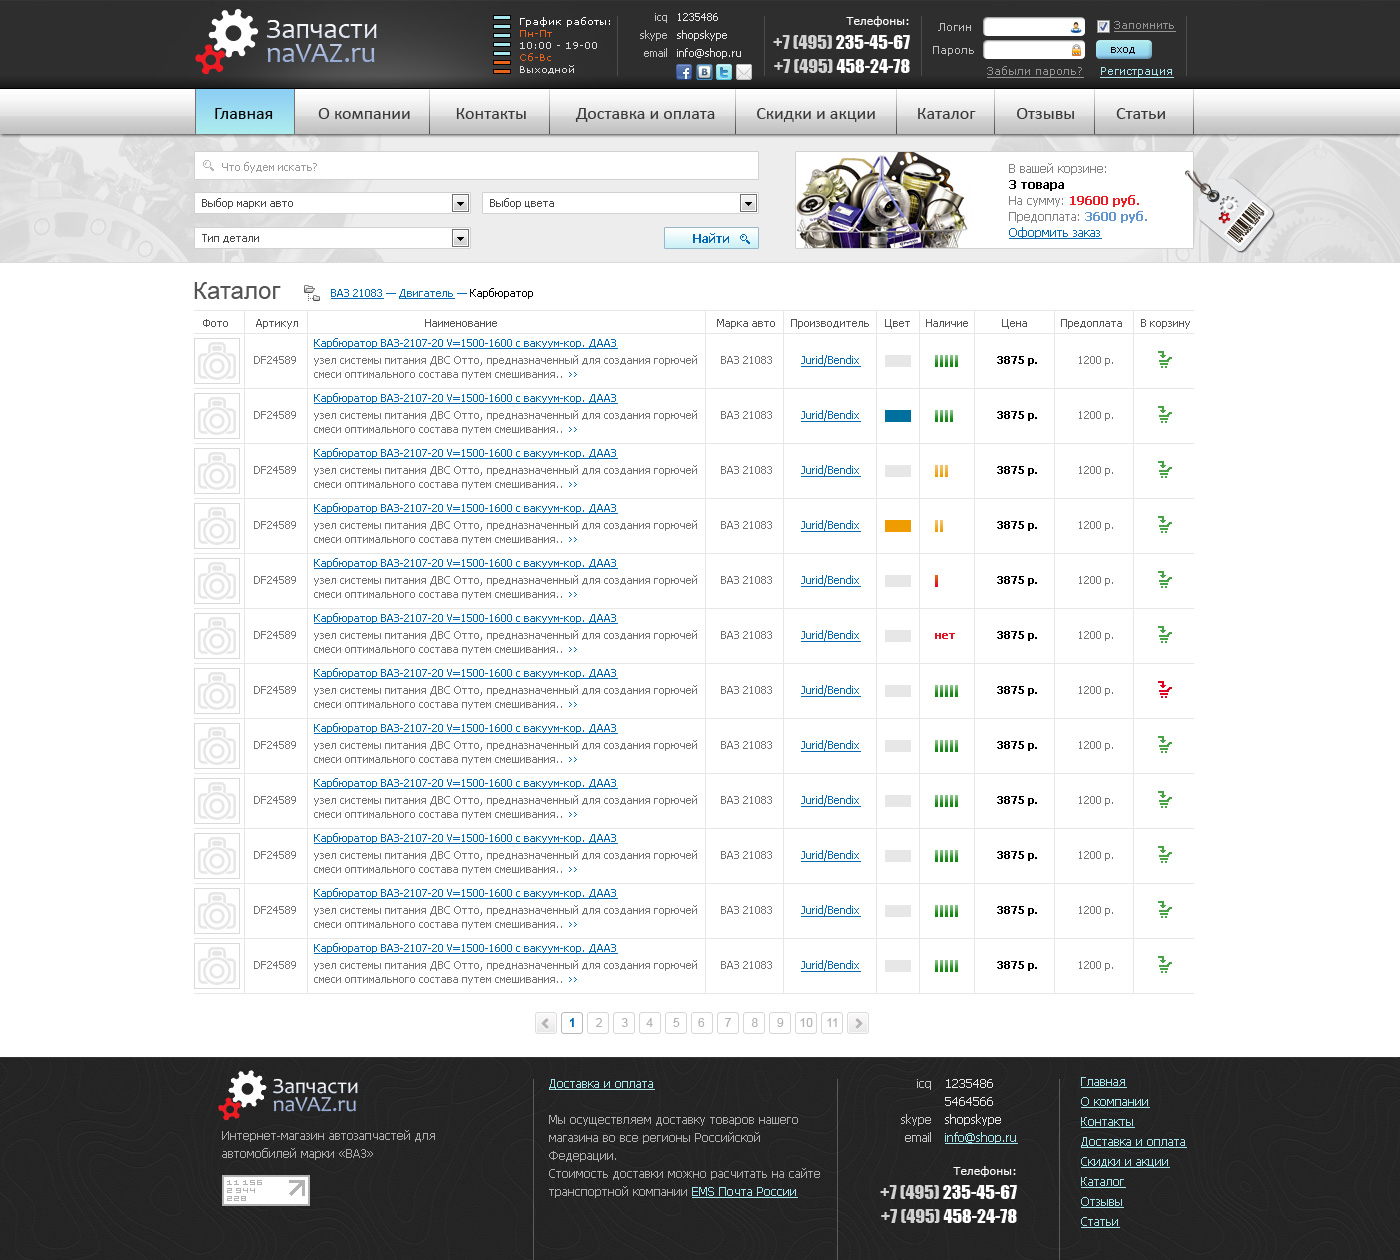 Запчасти
naVAZ.ru
График работы:
Пн-Пт
10:00 - 19-00
Сб-Вс
Выходной
icq 1235486
skype shopskype
email info@shop.ru
Телефоны:
+7 (495) 235-45-67
+7 (495) 458-24-78
Логин
Пароль
Запомнить
вход
Забыли пароль?
Регистрация
Главная О компании Контакты Доставка и оплата Скидки и акции Каталог Отзывы Статьи
Что будем искать?
Выбор марки авто
Выбор цвета
Тип детали
Найти
В вашей корзине:
3 товара
На сумму: 19600 руб.
Предоплата: 3600 руб.
Оформить заказ
Каталог
ВАЗ 21083 — Двигатель — Карбюратор
Фото Артикул Наименование Марка авто Производитель Цвет Наличие Цена Предоплата В корзину
Карбюратор ВАЗ-2107-20 V=1500-1600 с вакуум-кор. ДААЗ
DF24589 узел системы питания ДВС Отто, предназначенный для создания горючей ВАЗ 21083 Jurid/Bendix 3875 р. 1200 р.
смеси оптимального состава путем смешивания.. >>
Карбюратор ВАЗ-2107-20 V=1500-1600 с вакуум-кор. ДААЗ
DF24589 узел системы питания ДВС Отто, предназначенный для создания горючей ВАЗ 21083 Jurid/Bendix 3875 р. 1200 р.
смеси оптимального состава путем смешивания.. >>
Карбюратор ВАЗ-2107-20 V=1500-1600 с вакуум-кор. ДААЗ
DF24589 узел системы питания ДВС Отто, предназначенный для создания горючей ВАЗ 21083 Jurid/Bendix 3875 р. 1200 р.
смеси оптимального состава путем смешивания.. >>
Карбюратор ВАЗ-2107-20 V=1500-1600 с вакуум-кор. ДААЗ
DF24589 узел системы питания ДВС Отто, предназначенный для создания горючей ВАЗ 21083 Jurid/Bendix 3875 р. 1200 р.
смеси оптимального состава путем смешивания.. >>
Карбюратор ВАЗ-2107-20 V=1500-1600 с вакуум-кор. ДААЗ
DF24589 узел системы питания ДВС Отто, предназначенный для создания горючей ВАЗ 21083 Jurid/Bendix 3875 р. 1200 р.
смеси оптимального состава путем смешивания.. >>
Карбюратор ВАЗ-2107-20 V=1500-1600 с вакуум-кор. ДААЗ
DF24589 узел системы питания ДВС Отто, предназначенный для создания горючей ВАЗ 21083 Jurid/Bendix нет 3875 р. 1200 р.
смеси оптимального состава путем смешивания.. >>
Карбюратор ВАЗ-2107-20 V=1500-1600 с вакуум-кор. ДААЗ
DF24589 узел системы питания ДВС Отто, предназначенный для создания горючей ВАЗ 21083 Jurid/Bendix 3875 р. 1200 р.
смеси оптимального состава путем смешивания.. >>
Карбюратор ВАЗ-2107-20 V=1500-1600 с вакуум-кор. ДААЗ
DF24589 узел системы питания ДВС Отто, предназначенный для создания горючей ВАЗ 21083 Jurid/Bendix 3875 р. 1200 р.
смеси оптимального состава путем смешивания.. >>
Карбюратор ВАЗ-2107-20 V=1500-1600 с вакуум-кор. ДААЗ
DF24589 узел системы питания ДВС Отто, предназначенный для создания горючей ВАЗ 21083 Jurid/Bendix 3875 р. 1200 р.
смеси оптимального состава путем смешивания.. >>
Карбюратор ВАЗ-2107-20 V=1500-1600 с вакуум-кор. ДААЗ
DF24589 узел системы питания ДВС Отто, предназначенный для создания горючей ВАЗ 21083 Jurid/Bendix 3875 р. 1200 р.
смеси оптимального состава путем смешивания.. >>
Карбюратор ВАЗ-2107-20 V=1500-1600 с вакуум-кор. ДААЗ
DF24589 узел системы питания ДВС Отто, предназначенный для создания горючей ВАЗ 21083 Jurid/Bendix 3875 р. 1200 р.
смеси оптимального состава путем смешивания.. >>
Карбюратор ВАЗ-2107-20 V=1500-1600 с вакуум-кор. ДААЗ
DF24589 узел системы питания ДВС Отто, предназначенный для создания горючей ВАЗ 21083 Jurid/Bendix 3875 р. 1200 р.
смеси оптимального состава путем смешивания.. >>
1 2 3 4 5 6 7 8 9 10 11
Запчасти
naVAZ.ru
Интернет-магазин автозапчастей для
автомобилей марки «ВАЗ»
11156
2944
228
Доставка и оплата
Мы осуществляем доставку товаров нашего
магазина во все регионы Российской
Федерации.
Стоимость доставки можно расчитать на сайте
транспортной компании EMS Почта России
icq 1235486
5464566
skype shopskype
email info@shop.ru
Телефоны:
+7 (495) 235-45-67
+7 (495) 458-24-78
Главная
О компании
Контакты
Доставка и оплата
Скидки и акции
Каталог
Отзывы
Статьи